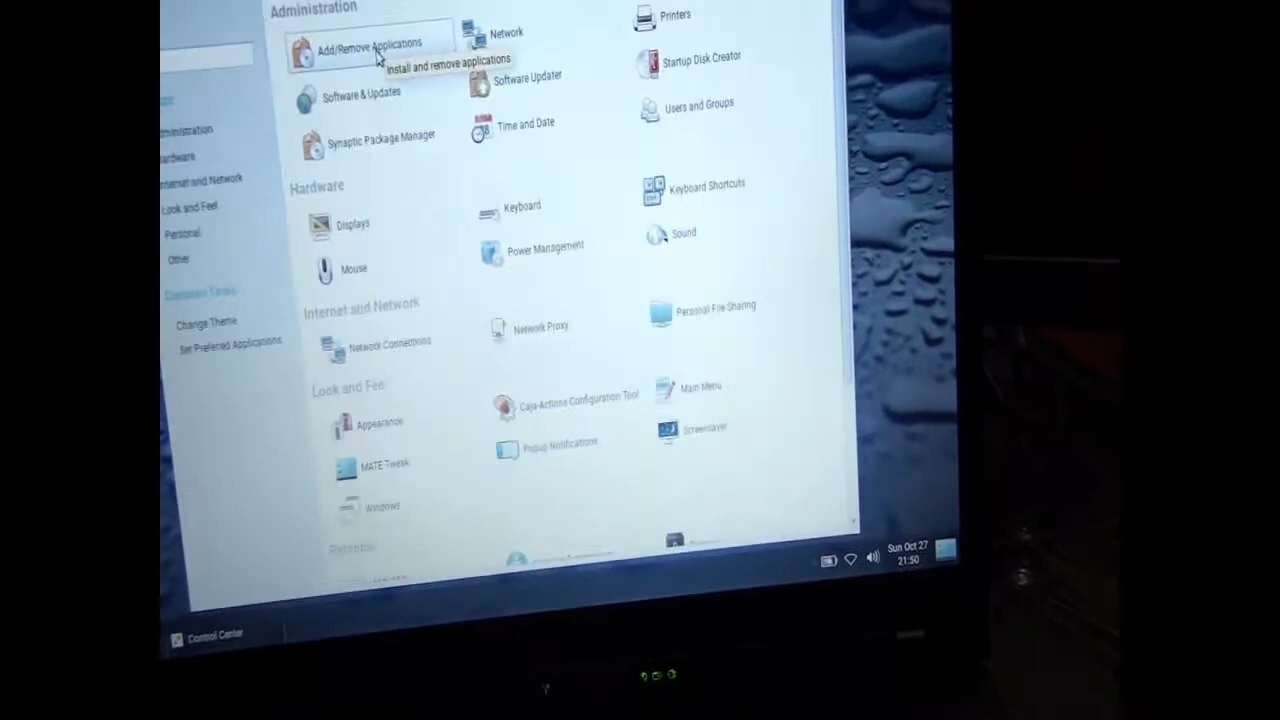 Administration
Add/Remove Applications
Network
Printers
Install and remove applications
Software & Updates
Software Updater
Startup Disk Creator
Synaptic Package Manager
Time and Date
Users and Groups
Hardware
Displays
Keyboard
Keyboard Shortcuts
Mouse
Power Management
Sound
Internet and Network
Network Connections
Network Proxy
Personal File Sharing
Look and Feel
Appearance
Caja-Actions Configuration Tool
Main Menu
MATE Tweak
Popup Notifications
Screensaver
Windows
Personal
Administration
Hardware
Internet and Network
Look and Feel
Personal
Other
Common Tasks
Change Theme
Set Preferred Applications
Control Center
Sun Oct 27
21:50